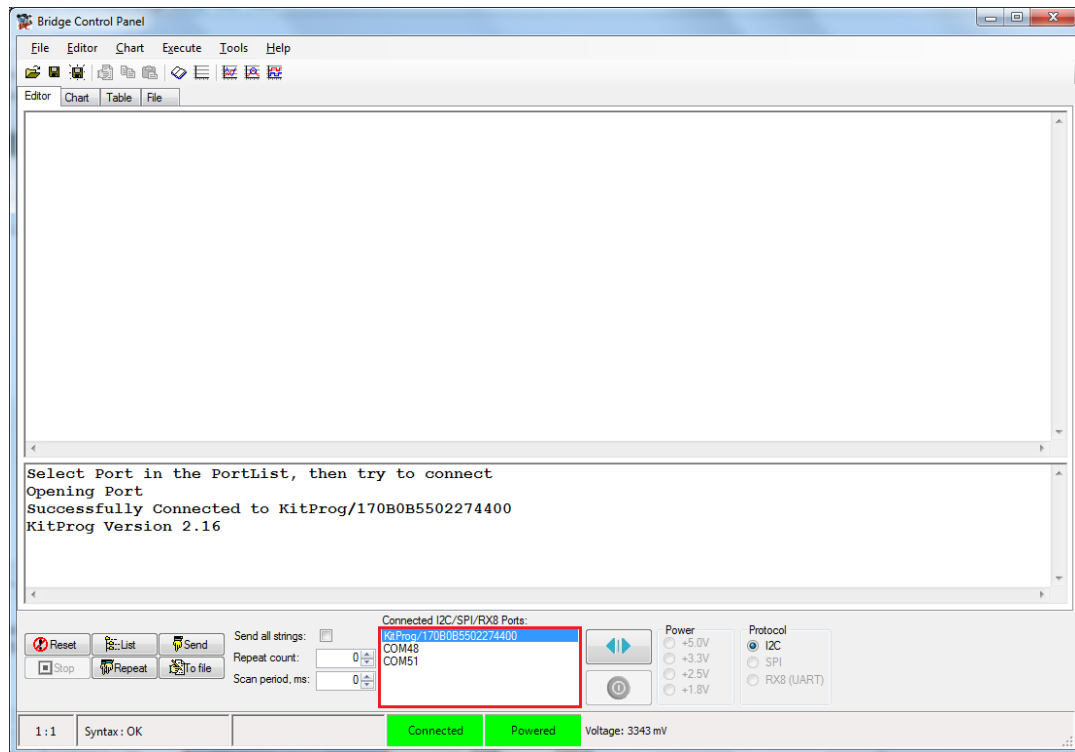 Bridge Control Panel
File Editor Chart Execute Tools Help
Editor Chart Table File
Select Port in the PortList, then try to connect
Opening Port
Successfully Connected to KitProg/170B0B5502274400
KitProg Version 2.16
Connected I2C/SPI/RX8 Ports:
Reset List Send Send all strings:
Stop Repeat To file Repeat count: 0
Scan period, ms: 0
KitProg/170B0B5502274400
COM48
COM51
Power
+5.0V
+3.3V
+2.5V
+1.8V
Protocol
I2C
SPI
RX8 (UART)
1:1 Syntax : OK Connected Powered Voltage: 3343 mV